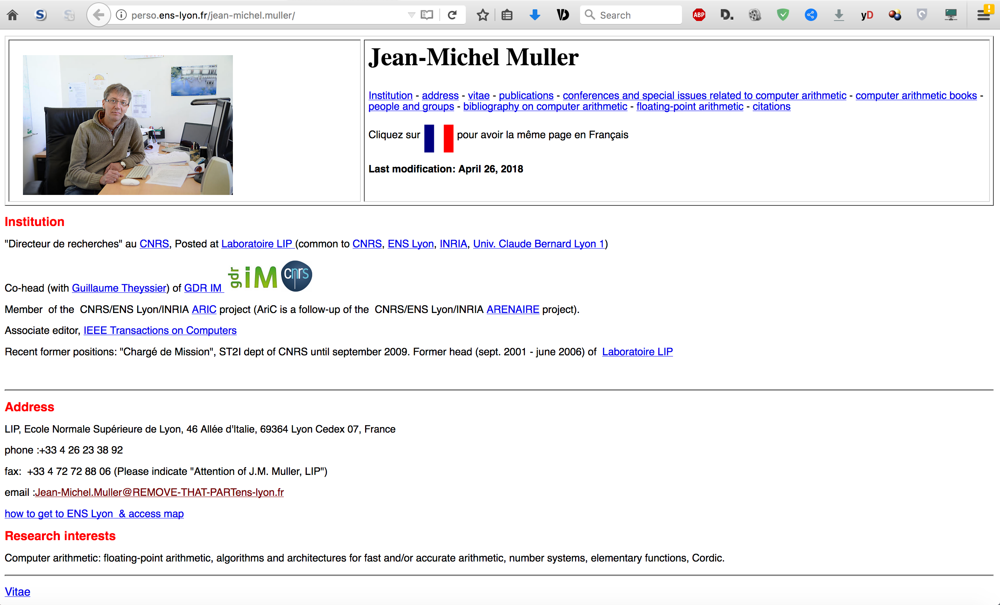 perso.ens-lyon.fr/jean-michel.muller/
Search
ABP
D.
yD
Jean-Michel Muller
Institution - address - vitae - publications - conferences and special issues related to computer arithmetic - computer arithmetic books -
people and groups - bibliography on computer arithmetic - floating-point arithmetic - citations
Cliquez sur pour avoir la même page en Français
Last modification: April 26, 2018
Institution
"Directeur de recherches" au CNRS, Posted at Laboratoire LIP (common to CNRS, ENS Lyon, INRIA, Univ. Claude Bernard Lyon 1)
Co-head (with Guillaume Theyssier) of GDR IM gdr iM cnrs
Member of the CNRS/ENS Lyon/INRIA ARIC project (AriC is a follow-up of the CNRS/ENS Lyon/INRIA ARENAIRE project).
Associate editor, IEEE Transactions on Computers
Recent former positions: "Chargé de Mission", ST2I dept of CNRS until september 2009. Former head (sept. 2001 - june 2006) of Laboratoire LIP
Address
LIP, Ecole Normale Supérieure de Lyon, 46 Allée d'Italie, 69364 Lyon Cedex 07, France
phone :+33 4 26 23 38 92
fax: +33 4 72 72 88 06 (Please indicate "Attention of J.M. Muller, LIP")
email :Jean-Michel.Muller@REMOVE-THAT-PARTens-lyon.fr
how to get to ENS Lyon & access map
Research interests
Computer arithmetic: floating-point arithmetic, algorithms and architectures for fast and/or accurate arithmetic, number systems, elementary functions, Cordic.
Vitae